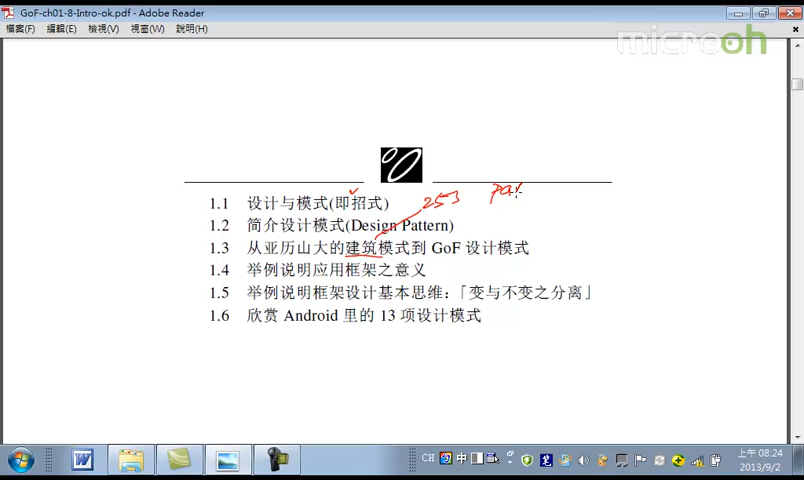 GoF-ch01-8-Intro-ok.pdf - Adobe Reader
檔案(F) 編輯(E) 檢視(V) 視窗(W) 說明(H)
microoh
1.1 设计与模式(即招式)
253
1.2 简介设计模式(Design Pattern)
1.3 从亚历山大的建筑模式到 GoF 设计模式
1.4 举例说明应用框架之意义
1.5 举例说明框架设计基本思维:「变与不变之分离」
1.6 欣赏 Android 里的 13 项设计模式
CH 中
上午 08:24
2013/9/2